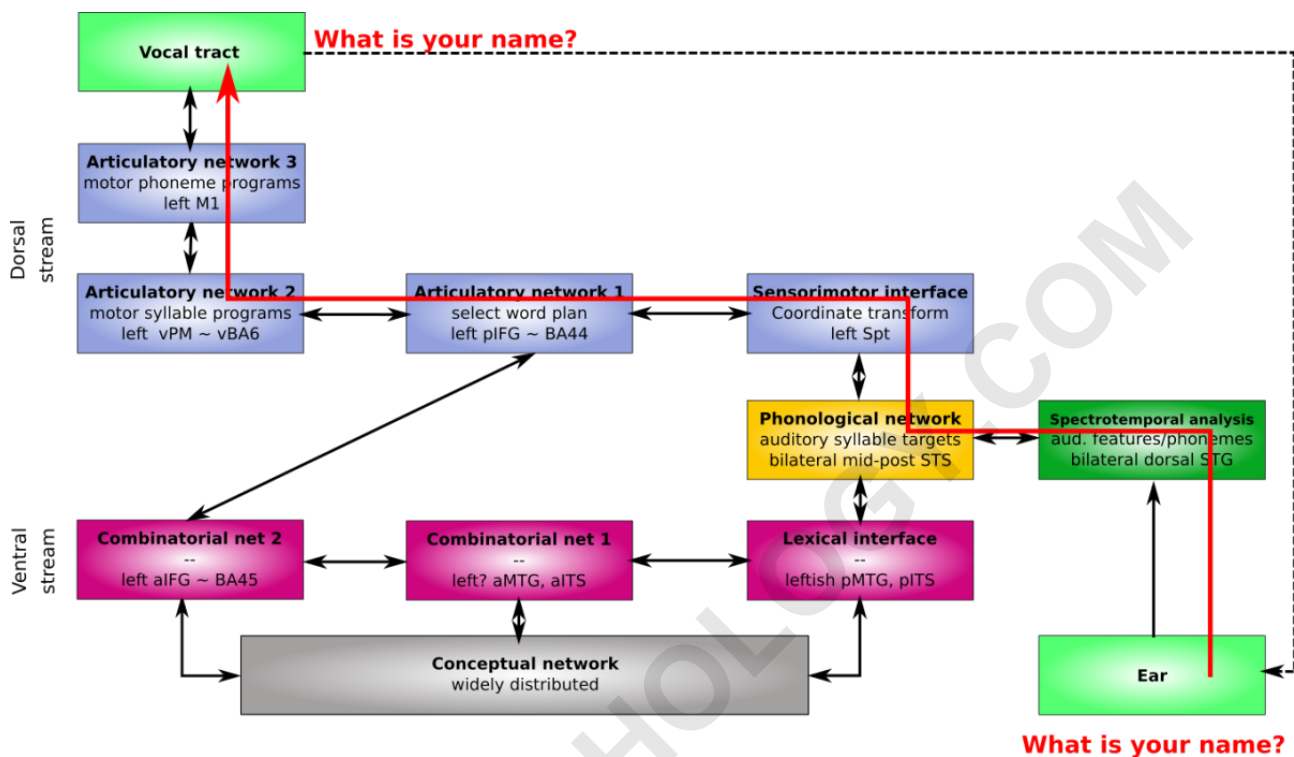 What is your name?
Vocal tract
Articulatory network 3
motor phoneme programs
left M1
Dorsal
stream
Articulatory network 2
motor syllable programs
left vPM ~ vBA6
Articulatory network 1
select word plan
left pIFG ~ BA44
Sensorimotor interface
Coordinate transform
left Spt
Phonological network
auditory syllable targets
bilateral mid-post STS
Spectrotemporal analysis
aud. features/phonemes
bilateral dorsal STG
Ventral
stream
Combinatorial net 2
--
left aIFG ~ BA45
Combinatorial net 1
--
left? aMTG, aITS
Lexical interface
--
leftish pMTG, pITS
Conceptual network
widely distributed
Ear
What is your name?
HOLOGY.COM